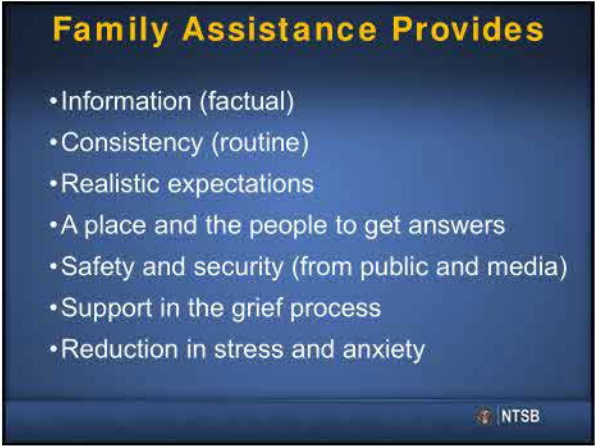 Family Assistance Provides
•Information (factual)
•Consistency (routine)
•Realistic expectations
•A place and the people to get answers
•Safety and security (from public and media)
•Support in the grief process
•Reduction in stress and anxiety
NTSB